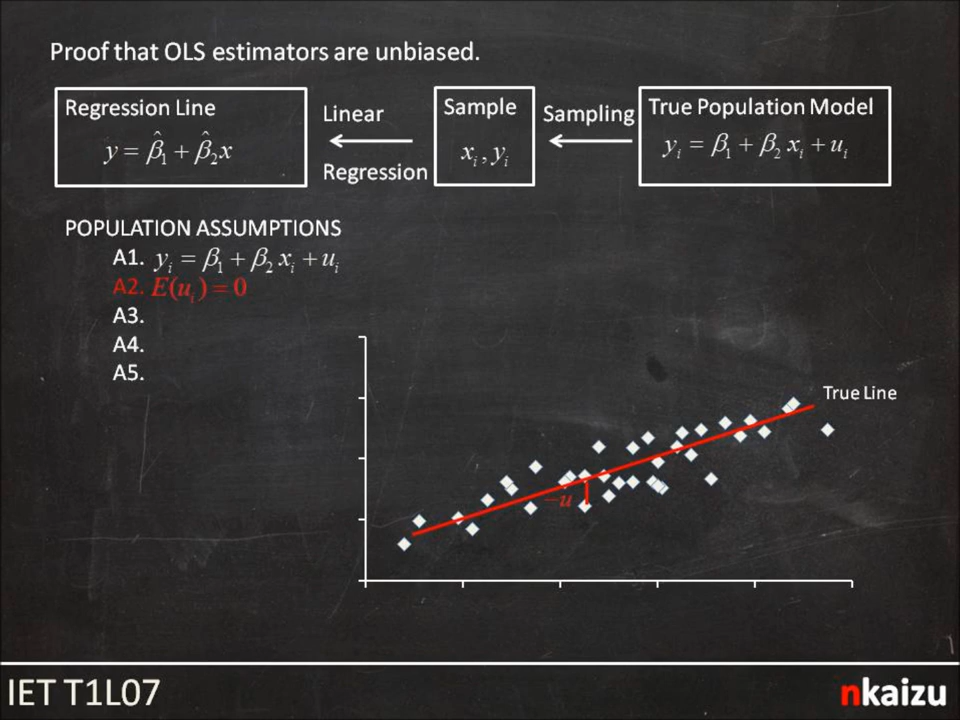 Proof that OLS estimators are unbiased.
Regression Line
y = β̂₁ + β̂₂x
Linear
Regression
Sample
xᵢ, yᵢ
Sampling
True Population Model
yᵢ = β₁ + β₂ xᵢ + uᵢ
POPULATION ASSUMPTIONS
A1. yᵢ = β₁ + β₂ xᵢ + uᵢ
A2. E(uᵢ) = 0
A3.
A4.
A5.
True Line
−u
IET T1L07
nkaizu